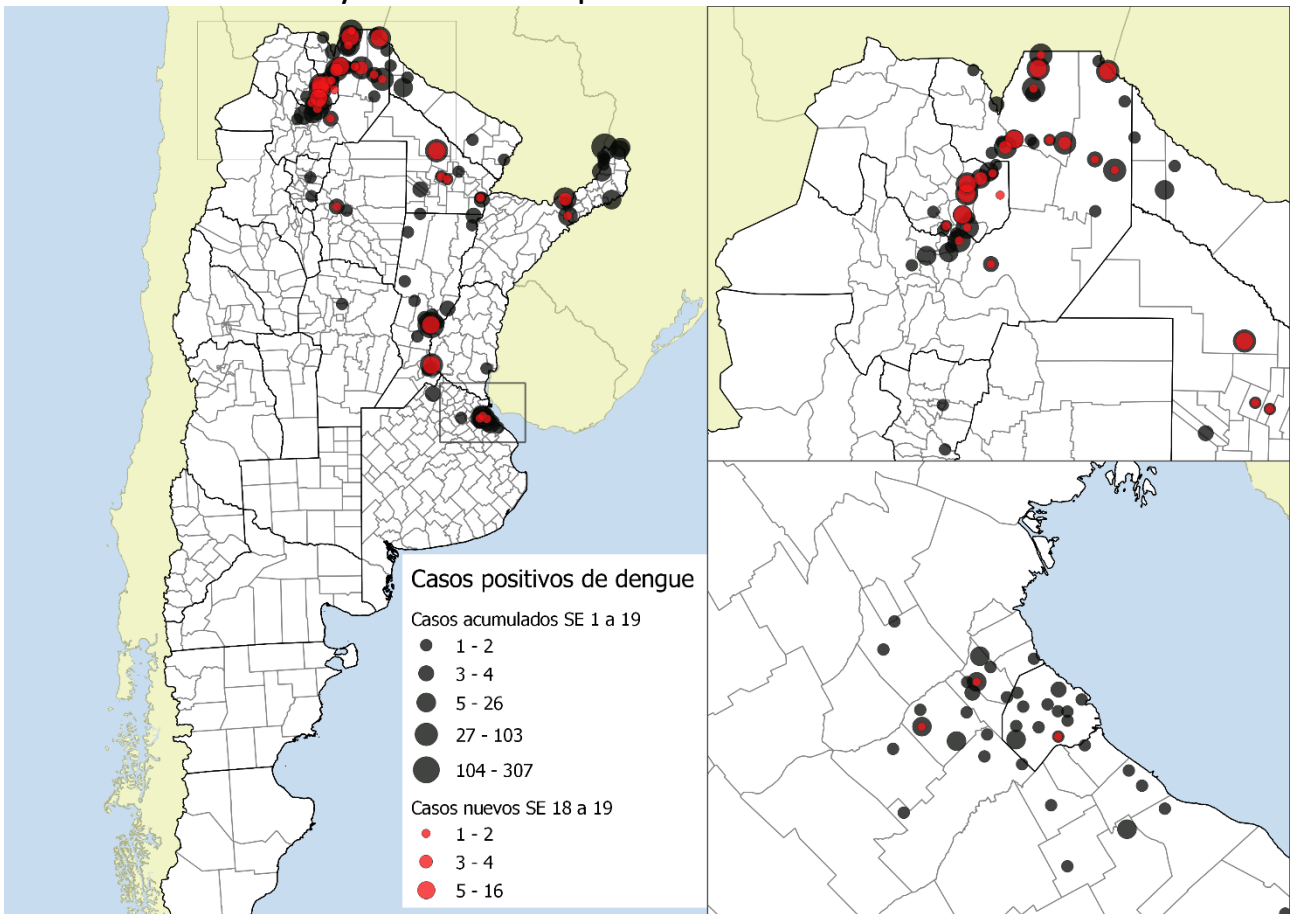 Casos positivos de dengue
Casos acumulados SE 1 a 19
1 - 2
3 - 4
5 - 26
27 - 103
104 - 307
Casos nuevos SE 18 a 19
1 - 2
3 - 4
5 - 16